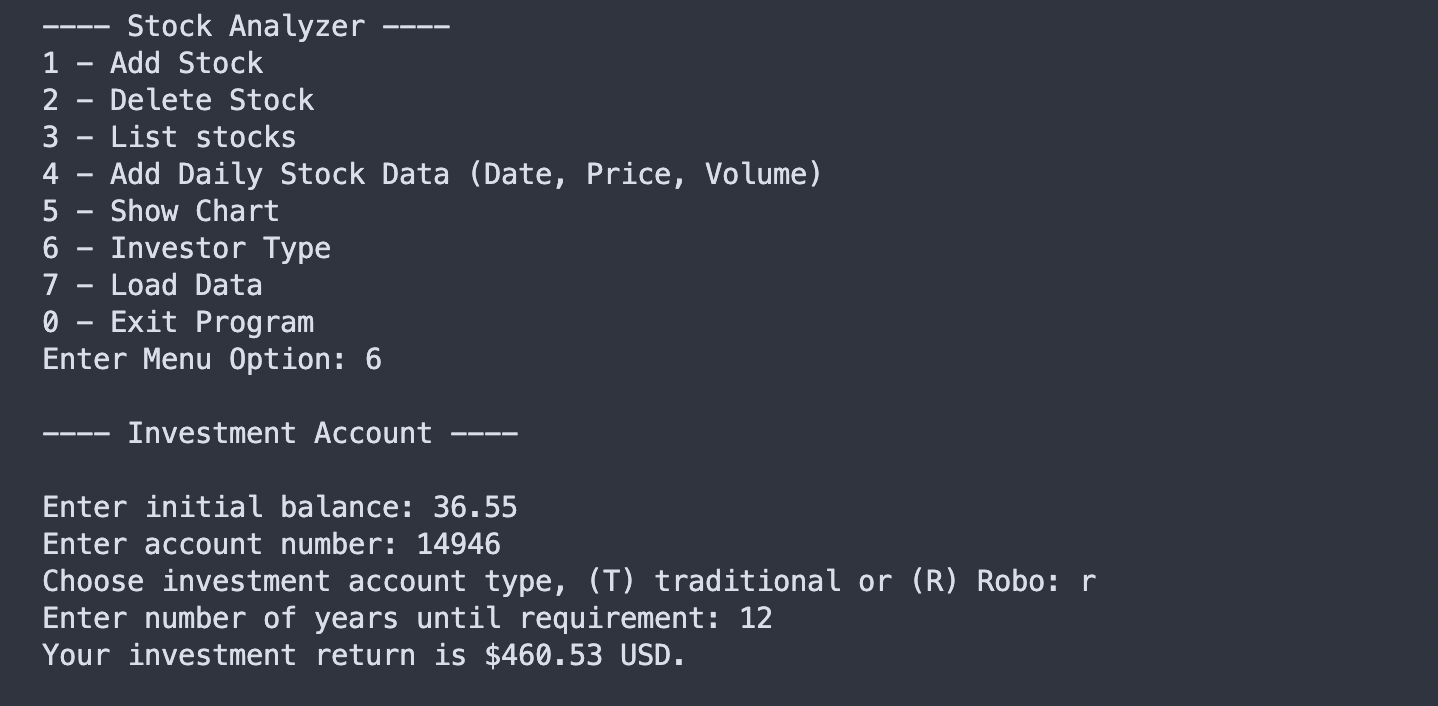 ---- Stock Analyzer ----
1 - Add Stock
2 - Delete Stock
3 - List stocks
4 - Add Daily Stock Data (Date, Price, Volume)
5 - Show Chart
6 - Investor Type
7 - Load Data
0 - Exit Program
Enter Menu Option: 6
---- Investment Account ----
Enter initial balance: 36.55
Enter account number: 14946
Choose investment account type, (T) traditional or (R) Robo: r
Enter number of years until requirement: 12
Your investment return is $460.53 USD.